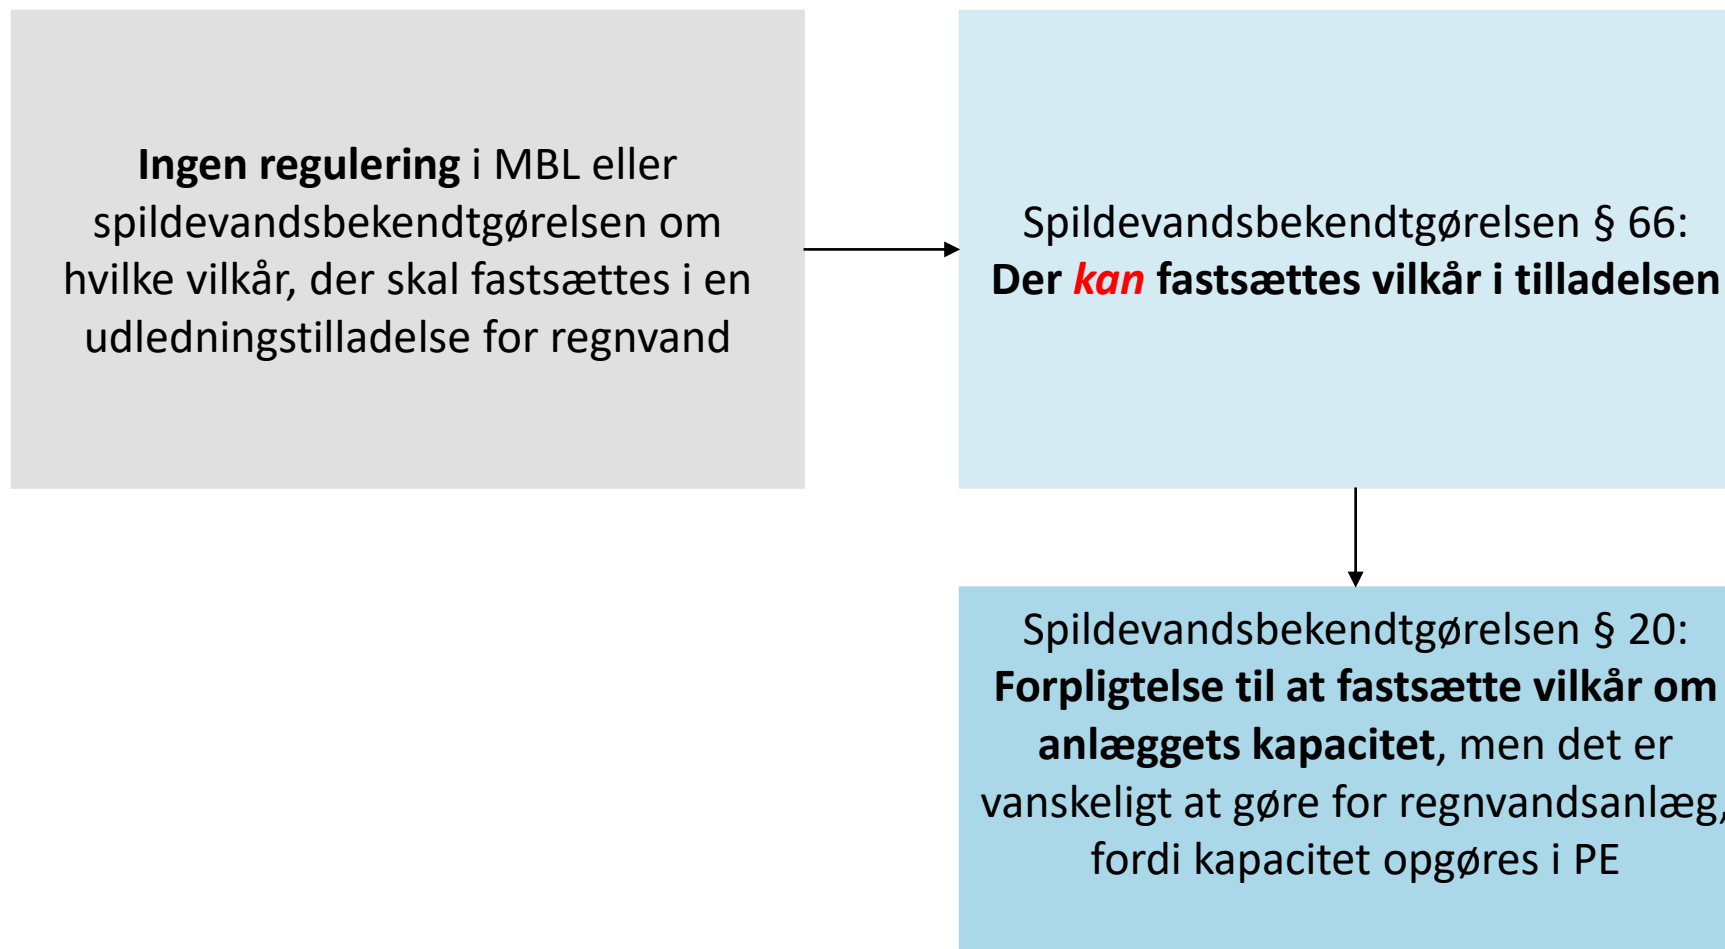 Ingen regulering i MBL eller
spildevandsbekendtgørelsen om
hvilke vilkår, der skal fastsættes i en
udledningstilladelse for regnvand
Spildevandsbekendtgørelsen § 66:
Der kan fastsættes vilkår i tilladelsen
Spildevandsbekendtgørelsen § 20:
Forpligtelse til at fastsætte vilkår om
anlæggets kapacitet, men det er
vanskeligt at gøre for regnvandsanlæg,
fordi kapacitet opgøres i PE